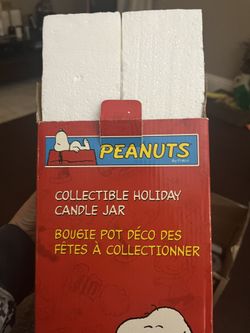 PEANUTS
COLLECTIBLE HOLIDAY
CANDLE JAR
BOUGIE POT DÉCO DES
FÊTES À COLLECTIONNER